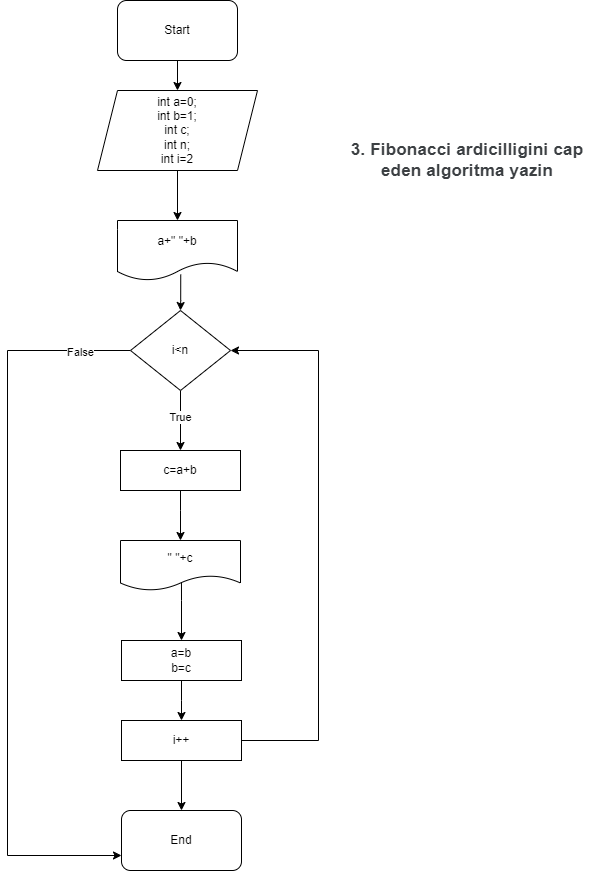 Start
int a=0;
int b=1;
int c;
int n;
int i=2
3. Fibonacci ardicilligini cap
eden algoritma yazin
a+" "+b
i<n
False
True
c=a+b
" "+c
a=b
b=c
i++
End